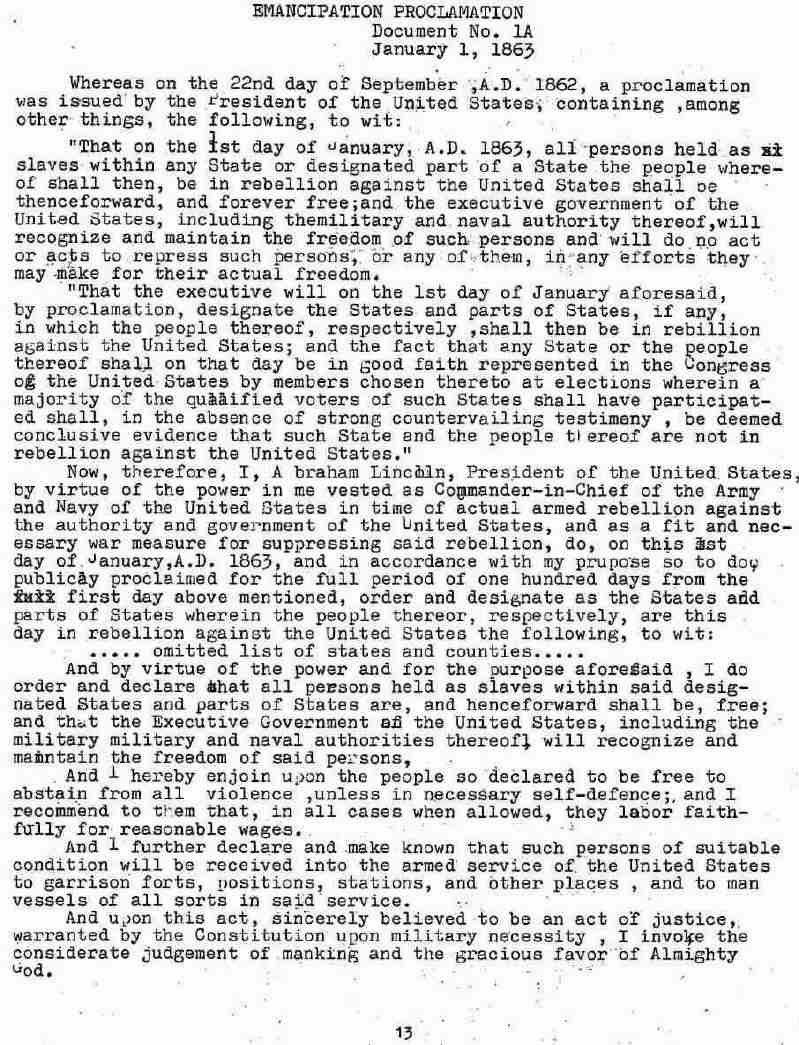 EMANCIPATION PROCLAMATION
Document No. 1A
January 1, 1863
Whereas on the 22nd day of September ,A.D. 1862, a proclamation
was issued by the President of the United States, containing ,among
other things, the following, to wit:
"That on the 1st day of January, A.D. 1863, all persons held as
slaves within any State or designated part of a State the people where-
of shall then, be in rebellion against the United States shall be
thenceforward, and forever free;and the executive government of the
United States, including themilitary and naval authority thereof,will
recognize and maintain the freedom of such persons and will do no act
or acts to repress such persons, or any of them, in any efforts they
may make for their actual freedom.
"That the executive will on the 1st day of January aforesaid,
by proclamation, designate the States and parts of States, if any,
in which the people thereof, respectively ,shall then be in rebillion
against the United States; and the fact that any State or the people
thereof shall on that day be in good faith represented in the Congress
of the United States by members chosen thereto at elections wherein a
majority of the qualified voters of such States shall have participat-
ed shall, in the absence of strong countervailing testimeny , be deemed
conclusive evidence that such State and the people thereof are not in
rebellion against the United States."
Now, therefore, I, A braham Lincoln, President of the United States,
by virtue of the power in me vested as Commander-in-Chief of the Army
and Navy of the United States in time of actual armed rebellion against
the authority and government of the United States, and as a fit and nec-
essary war measure for suppressing said rebellion, do, on this 1st
day of January,A.D. 1863, and in accordance with my prupose so to do,
publicly proclaimed for the full period of one hundred days from the
first day above mentioned, order and designate as the States and
parts of States wherein the people thereor, respectively, are this
day in rebellion against the United States the following, to wit:
..... omitted list of states and counties.....
And by virtue of the power and for the purpose aforesaid , I do
order and declare that all persons held as slaves within said desig-
nated States and parts of States are, and henceforward shall be, free;
and that the Executive Government of the United States, including the
military military and naval authorities thereof, will recognize and
maintain the freedom of said persons,
And I hereby enjoin upon the people so declared to be free to
abstain from all violence ,unless in necessary self-defence;, and I
recommend to them that, in all cases when allowed, they labor faith-
fully for reasonable wages.
And I further declare and make known that such persons of suitable
condition will be received into the armed service of the United States
to garrison forts, positions, stations, and other places , and to man
vessels of all sorts in said service.
And upon this act, sincerely believed to be an act of justice,
warranted by the Constitution upon military necessity , I invoke the
considerate judgement of manking and the gracious favor of Almighty
God.
13